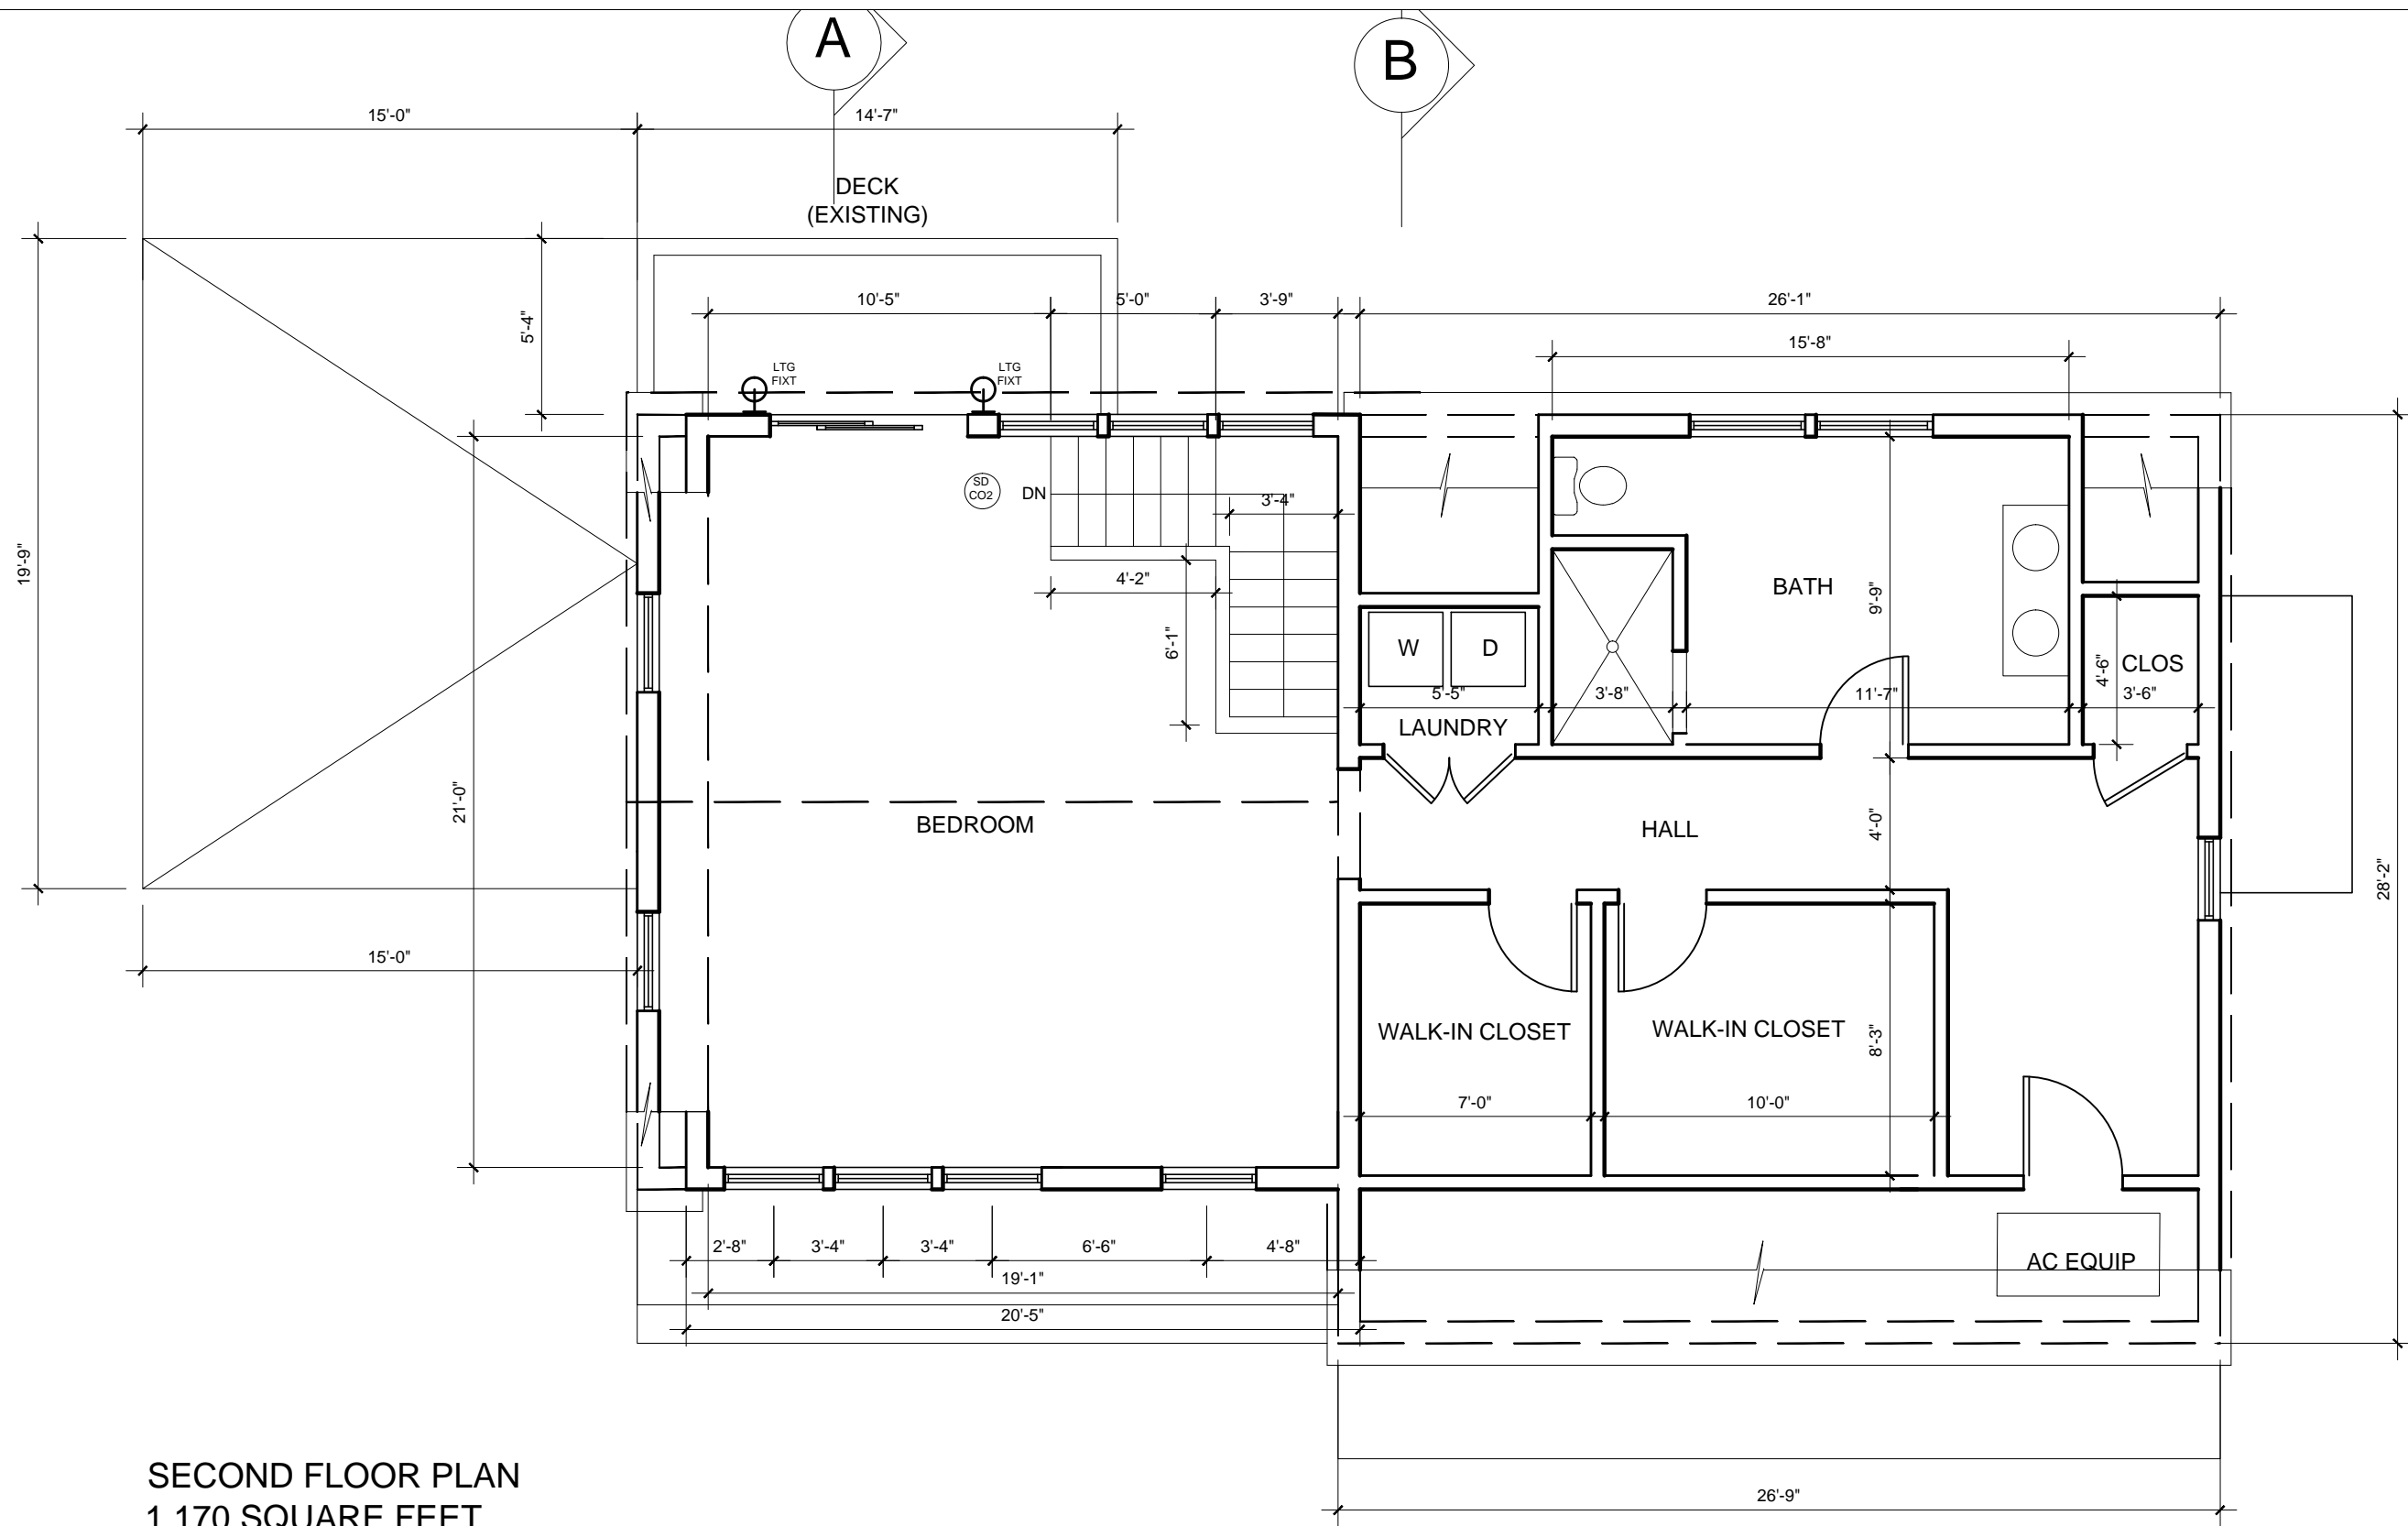 A
B
15'-0"
14'-7"
DECK
(EXISTING)
10'-5"
5'-0"
3'-9"
26'-1"
5'-4"
15'-8"
LTG
FIXT
LTG
FIXT
SD
CO2
DN
3'-4"
19'-9"
4'-2"
BATH
9'-9"
6'-1"
W
D
CLOS
4'-6"
5'-5"
3'-8"
11'-7"
3'-6"
LAUNDRY
21'-0"
BEDROOM
HALL
4'-0"
28'-2"
15'-0"
WALK-IN CLOSET
WALK-IN CLOSET
8'-3"
7'-0"
10'-0"
2'-8"
3'-4"
3'-4"
6'-6"
4'-8"
AC EQUIP
19'-1"
20'-5"
SECOND FLOOR PLAN
1,170 SQUARE FEET
26'-9"